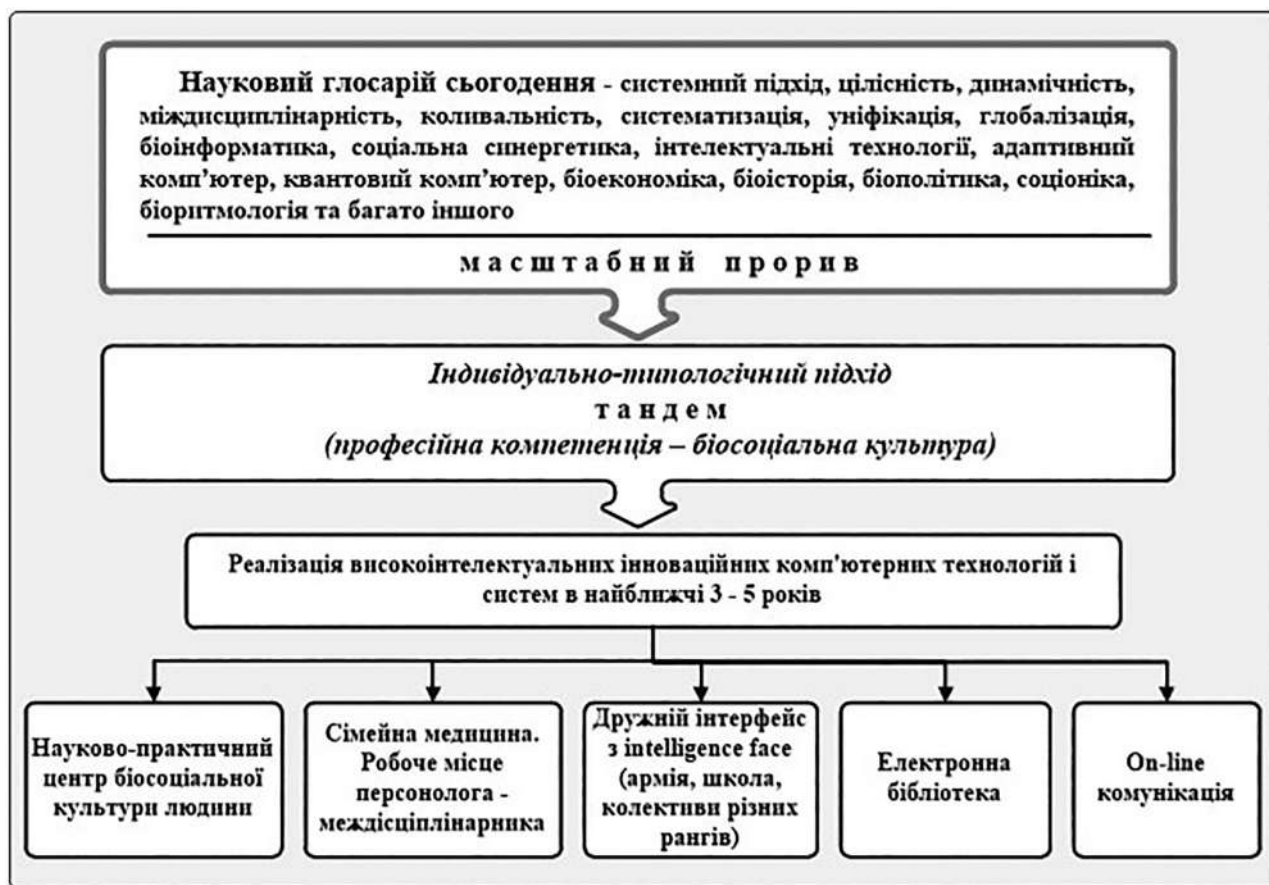 Науковий глосарій сьогодення - системний підхід, цілісність, динамічність,
міждисциплінарність, коливальність, систематизація, уніфікація, глобалізація,
біоінформатика, соціальна синергетика, інтелектуальні технології, адаптивний
комп'ютер, квантовий комп'ютер, біоекономіка, біоісторія, біополітика, соціоніка,
біоритмологія та багато іншого
масштабний прорив
Індивідуально-типологічний підхід
тандем
(професійна компетенція – біосоціальна культура)
Реалізація високоінтелектуальних інноваційних комп'ютерних технологій і
систем в найближчі 3 - 5 років
Науково-практичний
центр біосоціальної
культури людини
Сімейна медицина.
Робоче місце
персонолога -
междісціплінарника
Дружній інтерфейс
з intelligence face
(армія, школа,
колективи різних
рангів)
Електронна
бібліотека
On-line
комунікація